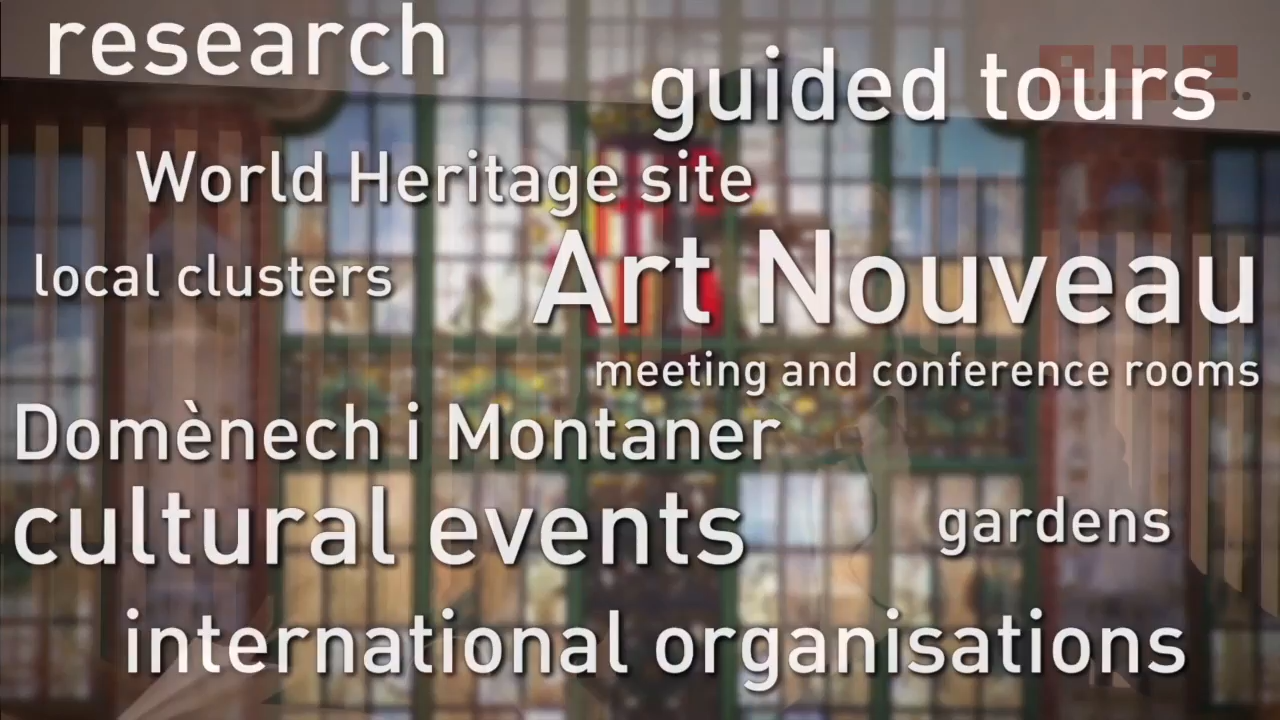 research
guided tours
World Heritage site
local clusters
Art Nouveau
meeting and conference rooms
Domènech i Montaner
cultural events
gardens
international organisations